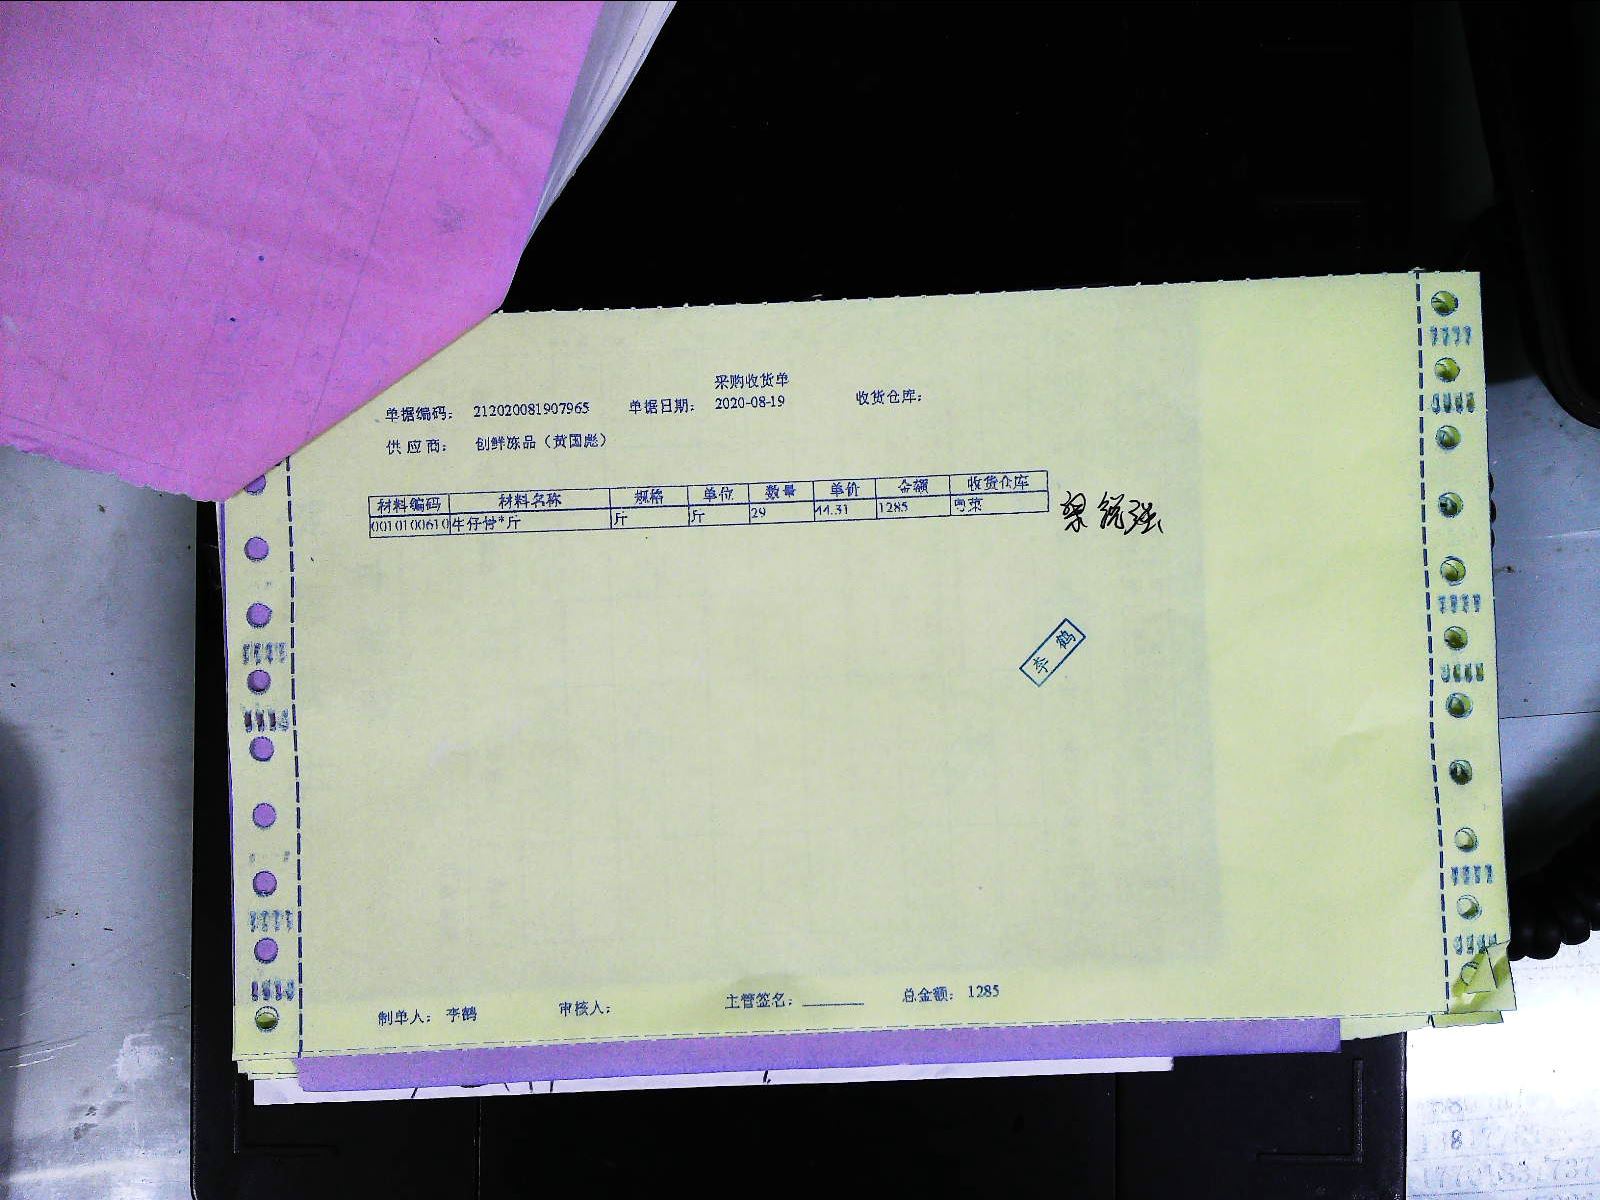 采购收货单
单据编码： 212020081907965 单据日期： 2020-08-19 收货仓库：
供 应 商： 创鲜冻品（黄国彪）
材料编码 材料名称 规格 单位 数量 单价 金额 收货仓库
0010100610 牛仔骨*斤 斤 斤 29 44.31 1285 粤菜
李 鹤
制单人： 李鹤 审核人： 主管签名： 总金额： 1285